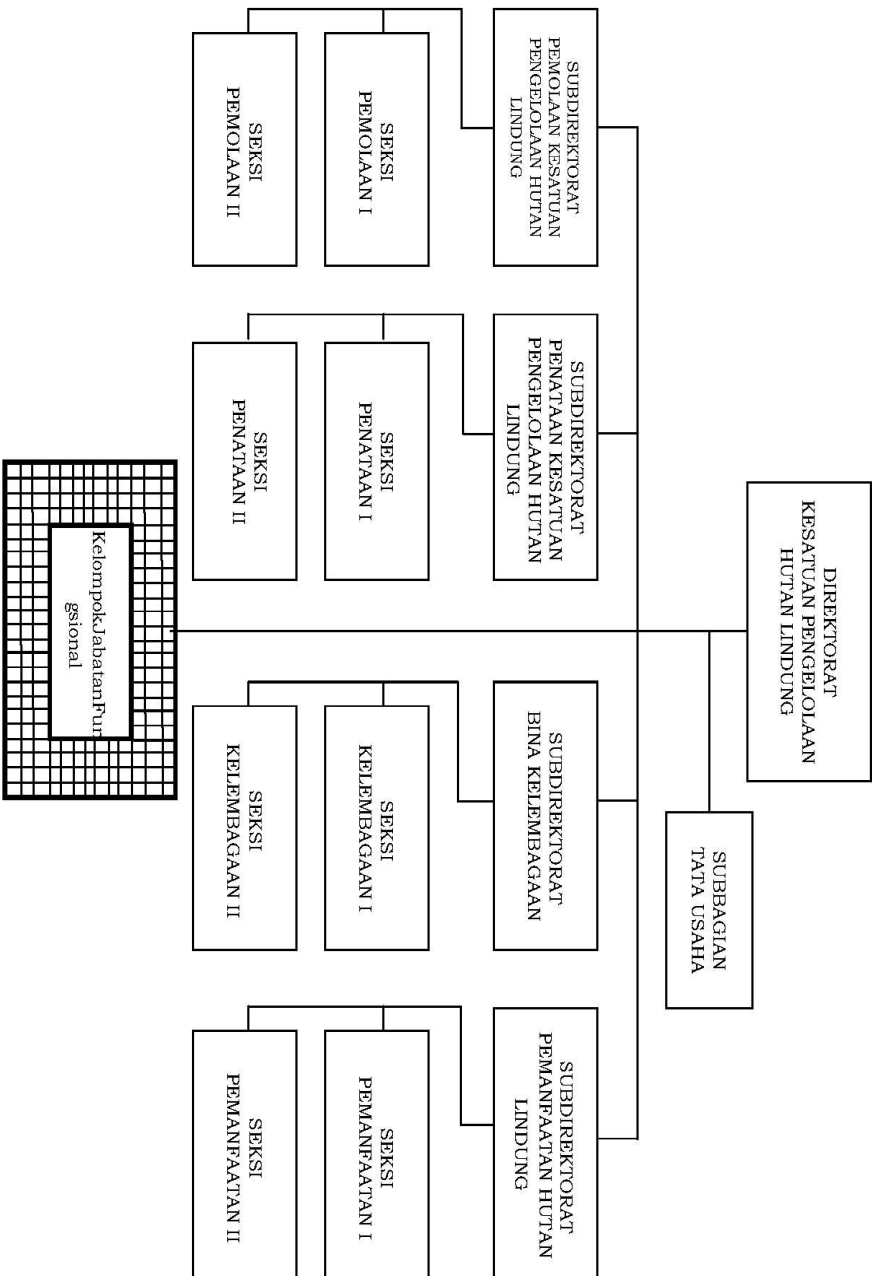 DIREKTORAT
KESATUAN PENGELOLAAN
HUTAN LINDUNG
SUBBAGIAN
TATA USAHA
SUBDIREKTORAT
PEMOLAAN KESATUAN
PENGELOLAAN HUTAN
LINDUNG
SUBDIREKTORAT
PENATAAN KESATUAN
PENGELOLAAN HUTAN
LINDUNG
SUBDIREKTORAT
BINA KELEMBAGAAN
SUBDIREKTORAT
PEMANFAATAN HUTAN
LINDUNG
SEKSI
PEMOLAAN I
SEKSI
PENATAAN I
SEKSI
KELEMBAGAAN I
SEKSI
PEMANFAATAN I
SEKSI
PEMOLAAN II
SEKSI
PENATAAN II
SEKSI
KELEMBAGAAN II
SEKSI
PEMANFAATAN II
KelompokJabatanFun
gsional